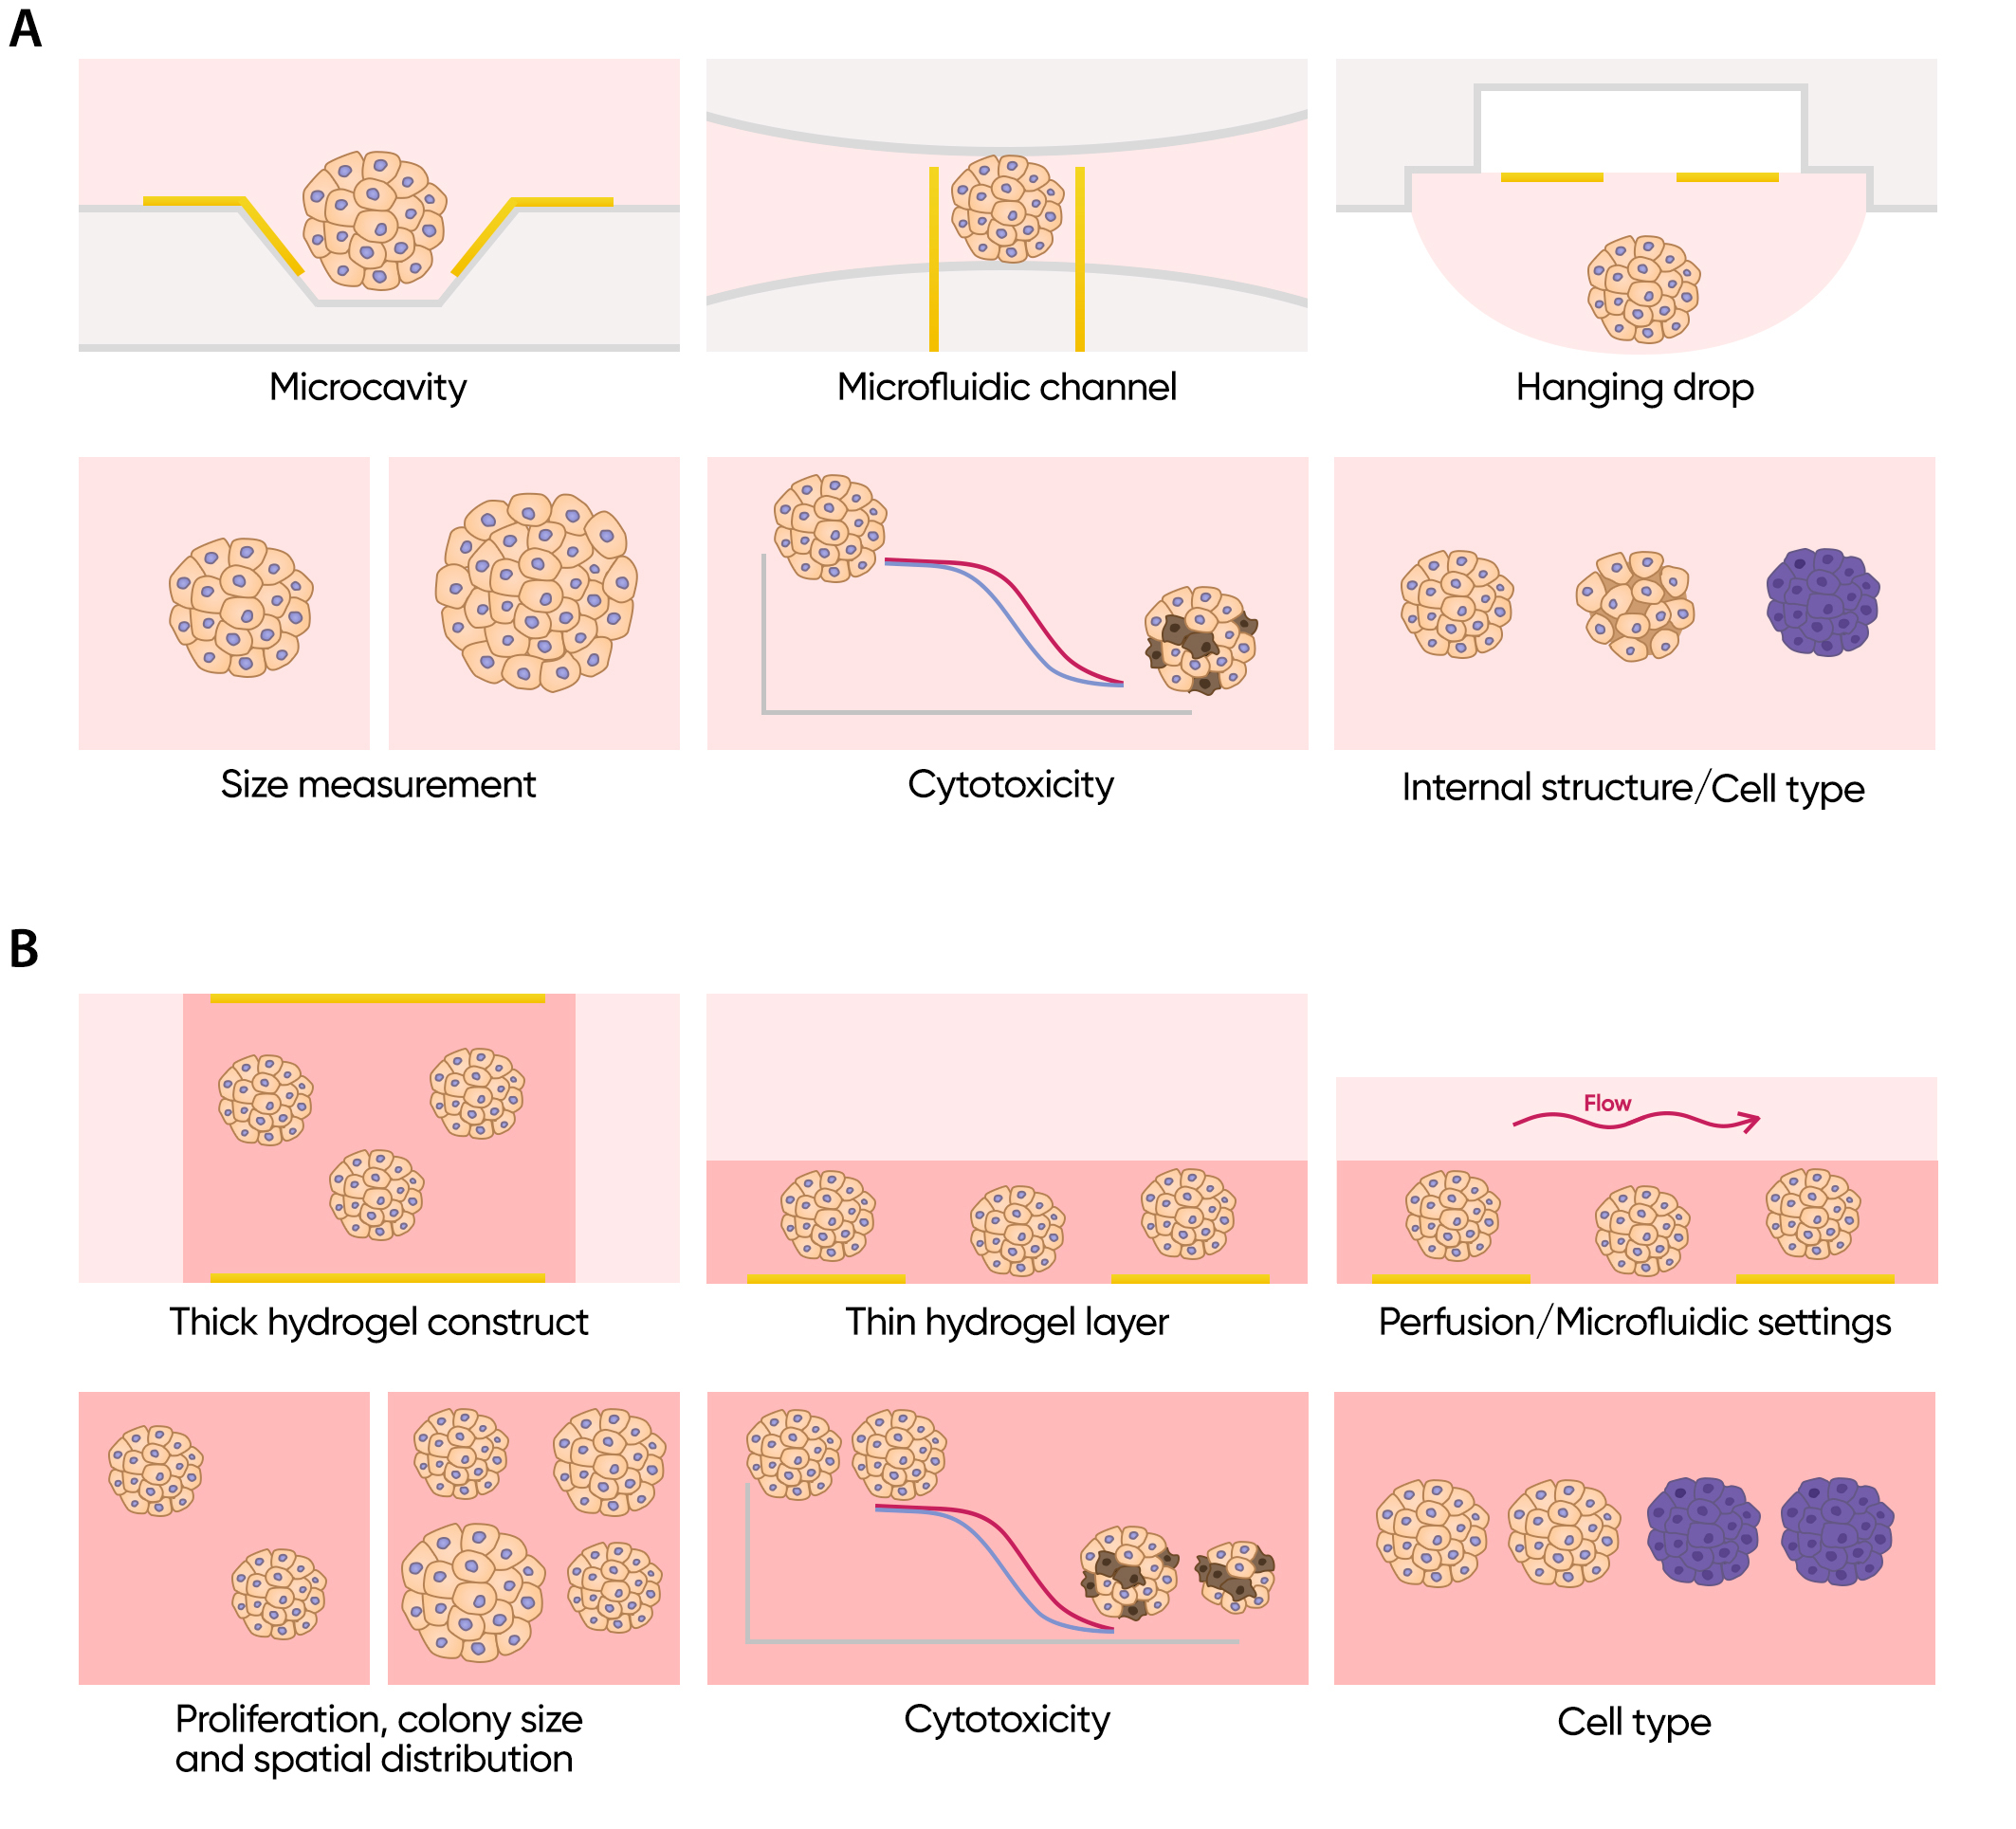 A
Microcavity
Microfluidic channel
Hanging drop
Size measurement
Cytotoxicity
Internal structure/Cell type
B
Flow
Thick hydrogel construct
Thin hydrogel layer
Perfusion/Microfluidic settings
Proliferation, colony size
and spatial distribution
Cytotoxicity
Cell type